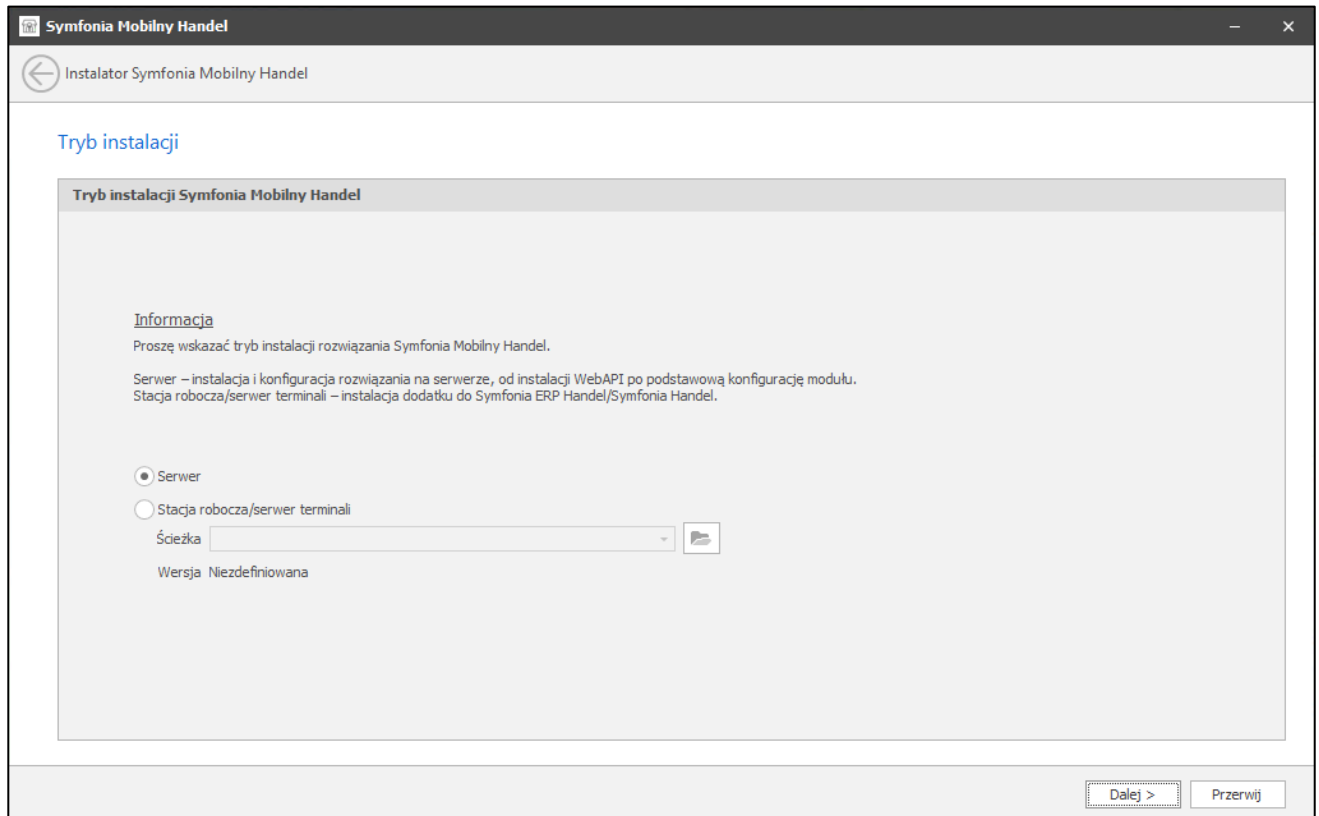 Symfonia Mobilny Handel
Instalator Symfonia Mobilny Handel
Tryb instalacji
Tryb instalacji Symfonia Mobilny Handel
Informacja
Proszę wskazać tryb instalacji rozwiązania Symfonia Mobilny Handel.
Serwer – instalacja i konfiguracja rozwiązania na serwerze, od instalacji WebAPI po podstawową konfigurację modułu.
Stacja robocza/serwer terminali – instalacja dodatku do Symfonia ERP Handel/Symfonia Handel.
Serwer
Stacja robocza/serwer terminali
Ścieżka
Wersja Niezdefiniowana
Dalej > Przerwij